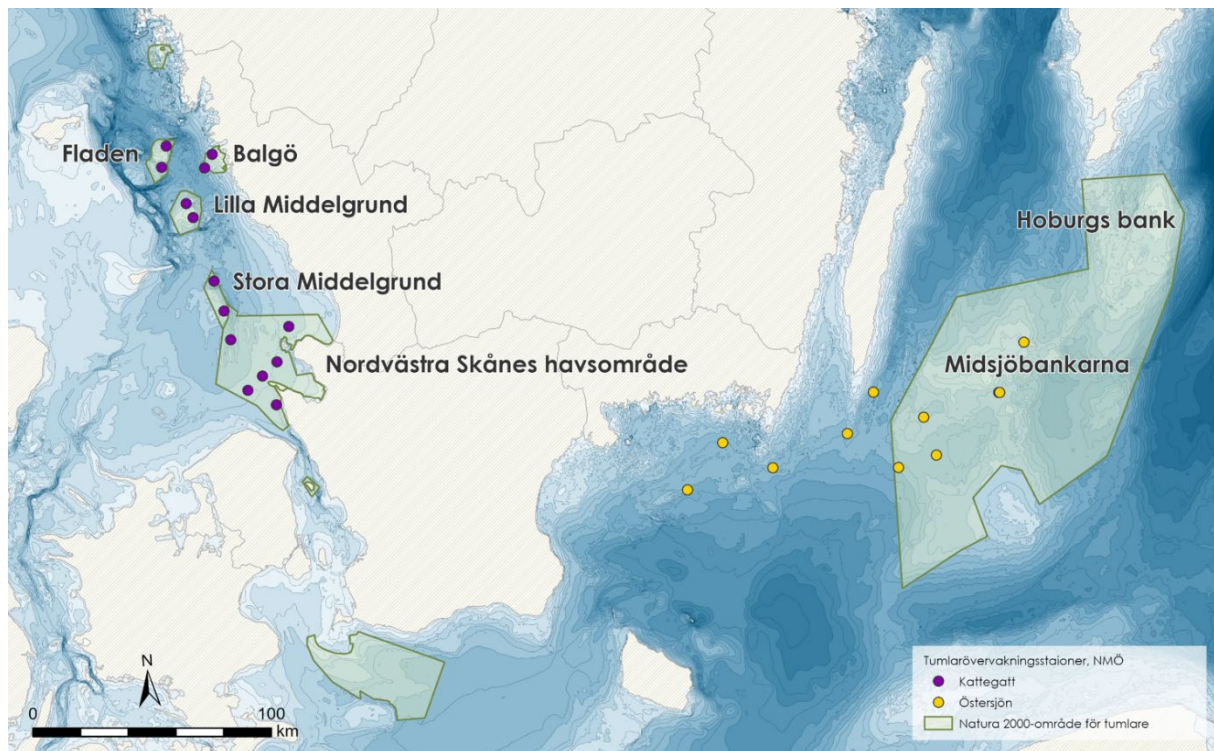 Fladen
Balgö
Lilla Middelgrund
Hoburgs bank
Stora Middelgrund
Nordvästra Skånes havsområde
Midsjöbankarna
N
0
100
km
Tumlarövervakningsstaioner, NMÖ
Kattegatt
Östersjön
Natura 2000-område för tumlare